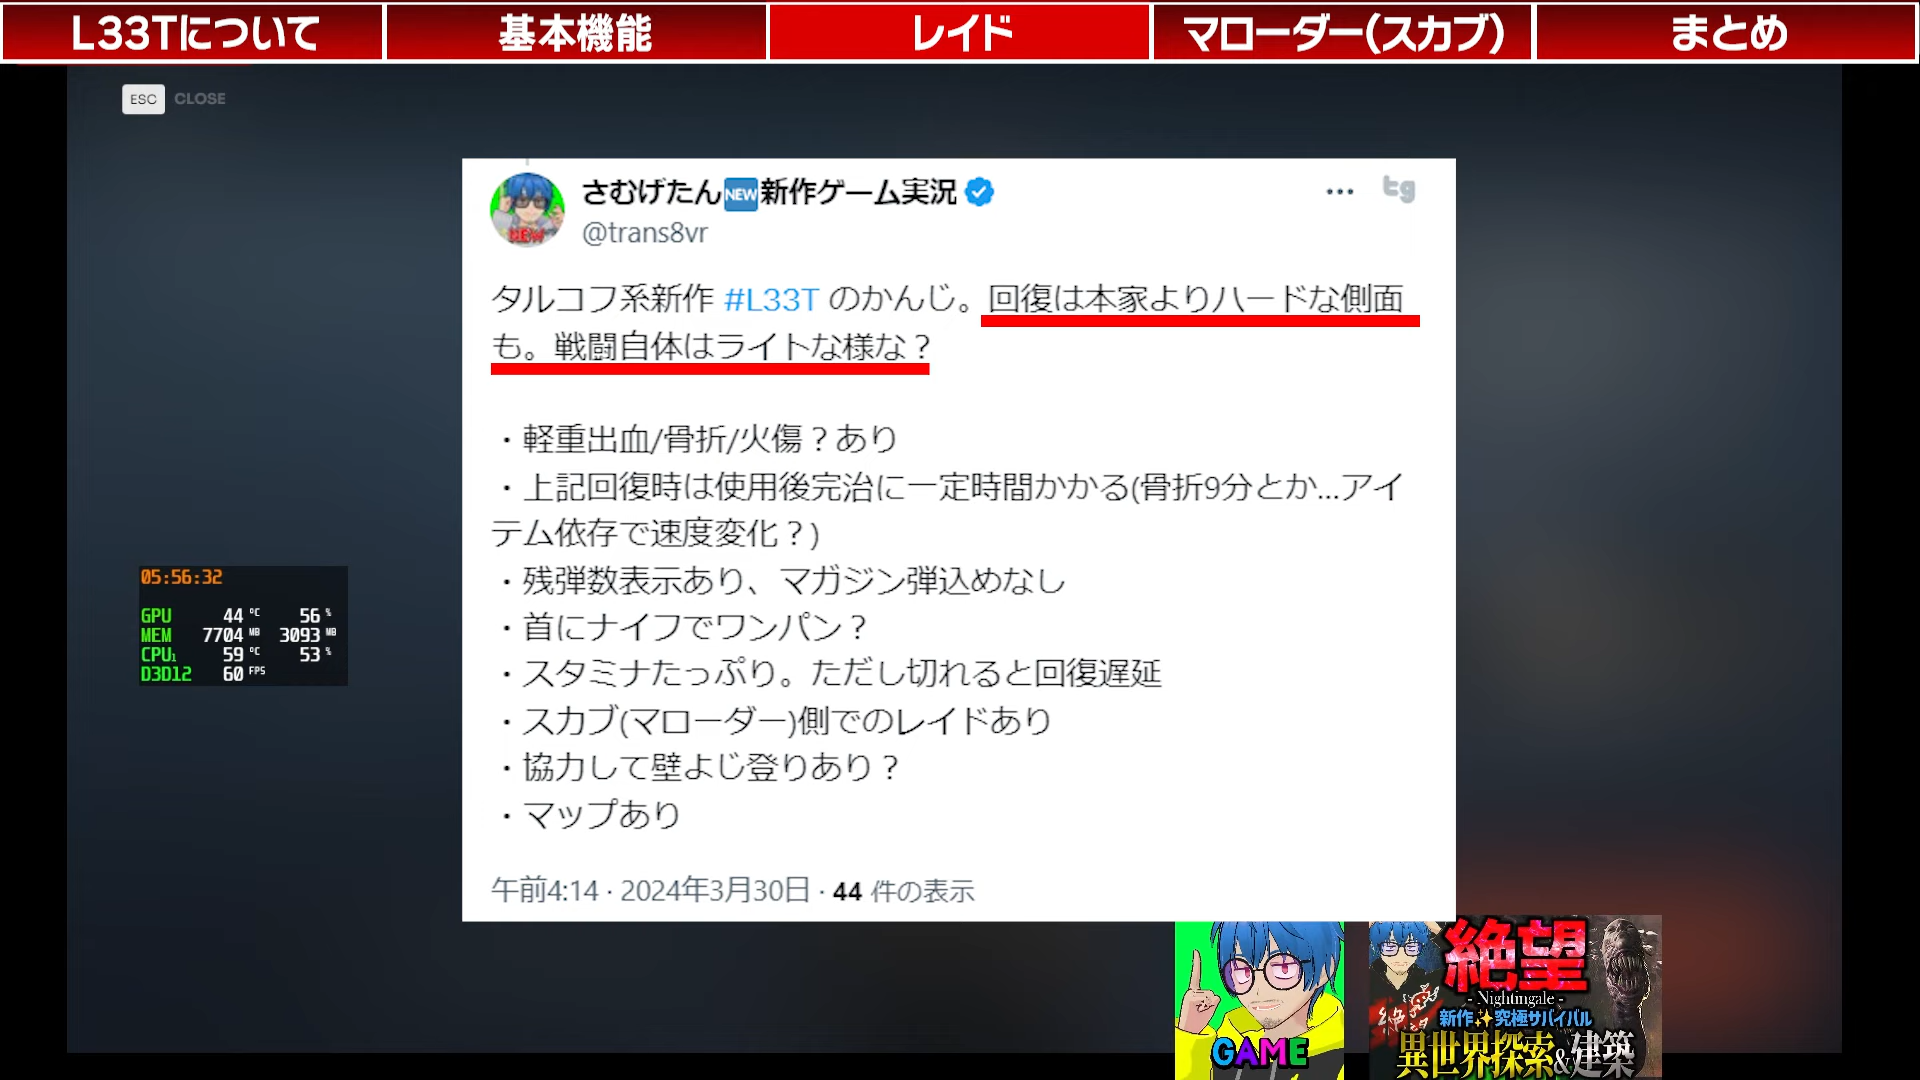 L33Tについて
基本機能
レイド
マローダー(スカブ)
まとめ
ESC CLOSE
さむげたんNEW新作ゲーム実況
@trans8vr
tg
タルコフ系新作 #L33T のかんじ。回復は本家よりハードな側面
も。戦闘自体はライトな様な？
・軽重出血/骨折/火傷？あり
・上記回復時は使用後完治に一定時間かかる(骨折9分とか...アイ
テム依存で速度変化？)
・残弾数表示あり、マガジン弾込めなし
・首にナイフでワンパン？
・スタミナたっぷり。ただし切れると回復遅延
・スカブ(マローダー)側でのレイドあり
・協力して壁よじ登りあり？
・マップあり
午前4:14 · 2024年3月30日 · 44 件の表示
05:56:32
GPU 44 °C 56 %
MEM 7704 MB 3093 MB
CPU1 59 °C 53 %
D3D12 60 FPS
NEW
GAME
絶望
- Nightingale -
新作✨究極サバイバル
異世界探索&建築